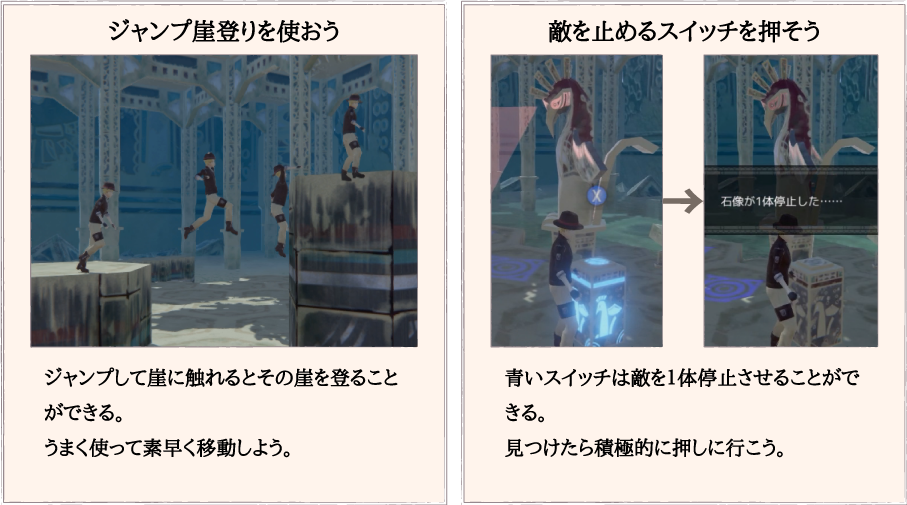 ジャンプ崖登りを使おう
ジャンプして崖に触れるとその崖を登ること
ができる。
うまく使って素早く移動しよう。
敵を止めるスイッチを押そう
X
石像が1体停止した……
青いスイッチは敵を1体停止させることがで
きる。
見つけたら積極的に押しに行こう。